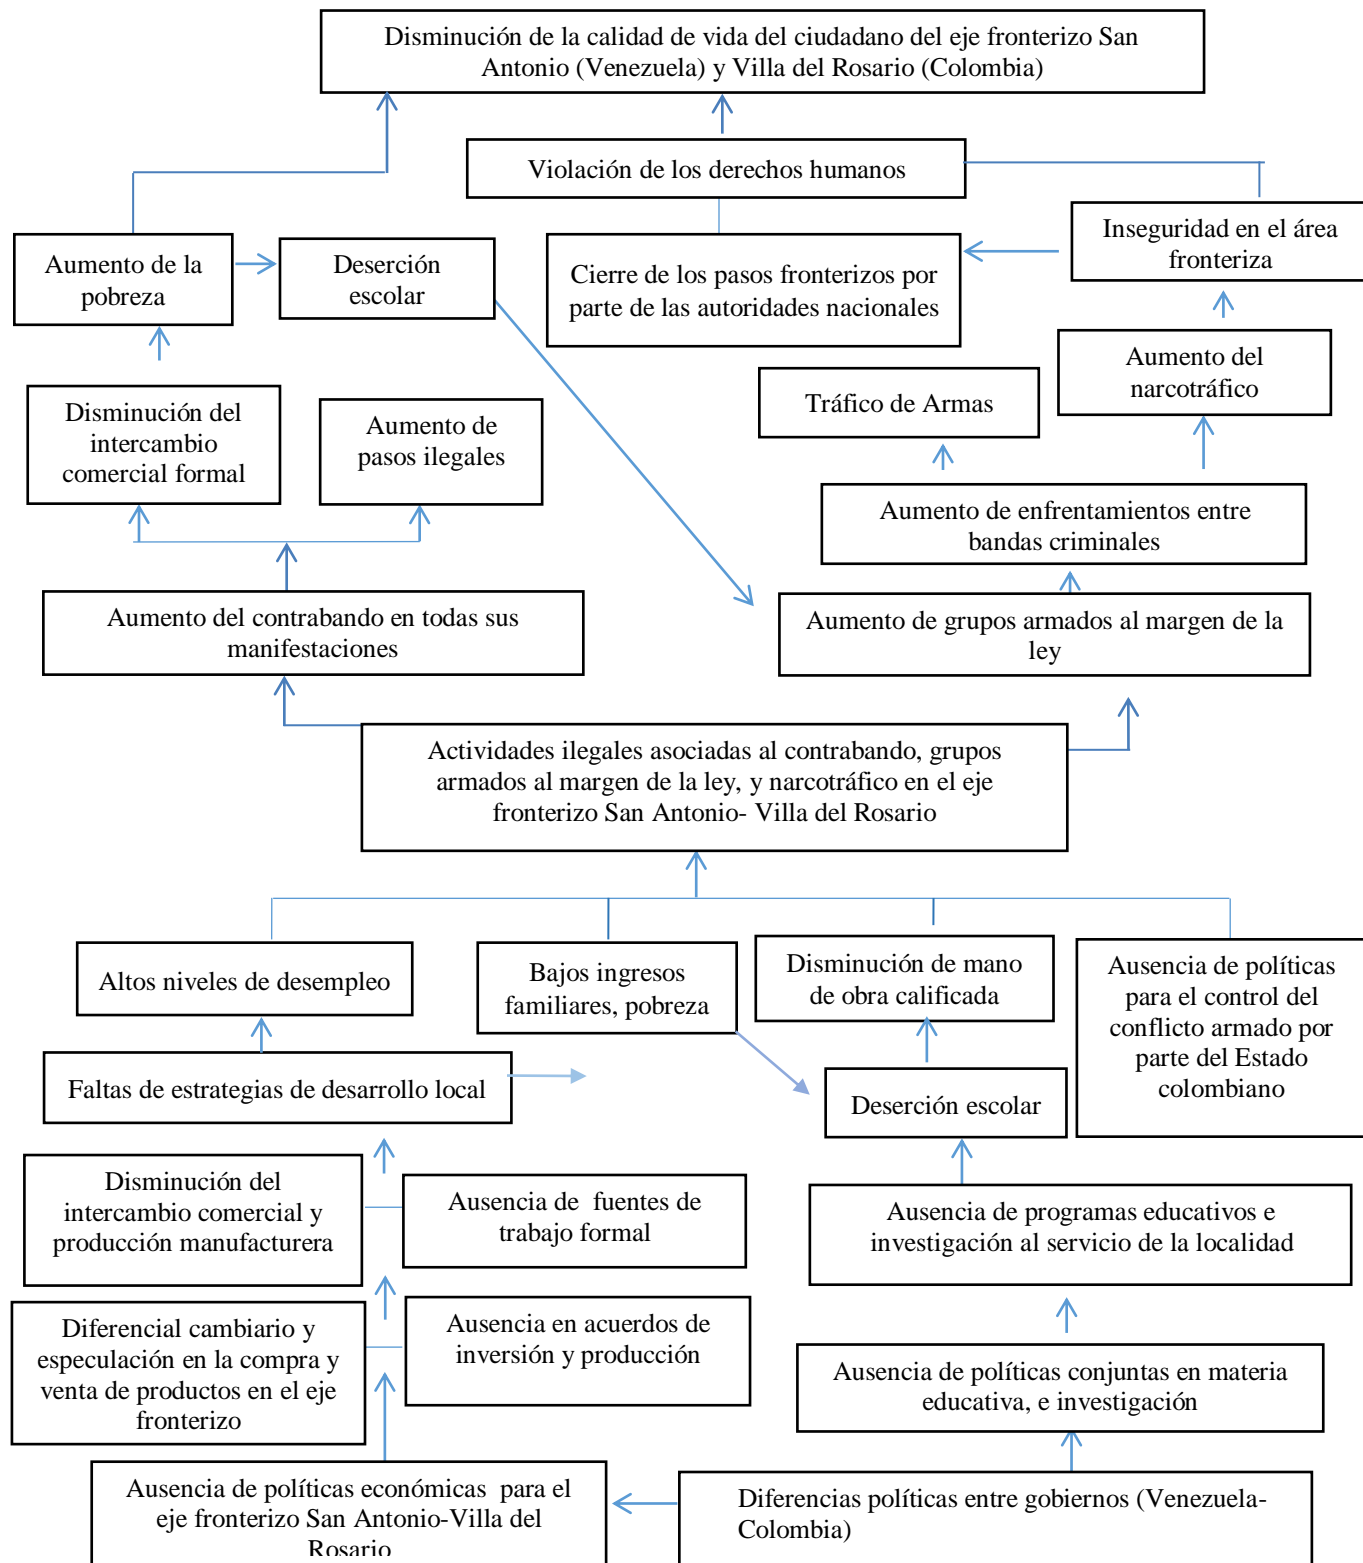 Disminución de la calidad de vida del ciudadano del eje fronterizo San
Antonio (Venezuela) y Villa del Rosario (Colombia)
Violación de los derechos humanos
Inseguridad en el área
fronteriza
Aumento de la
pobreza
Deserción
escolar
Cierre de los pasos fronterizos por
parte de las autoridades nacionales
Aumento del
narcotráfico
Tráfico de Armas
Disminución del
intercambio
comercial formal
Aumento de
pasos ilegales
Aumento de enfrentamientos entre
bandas criminales
Aumento del contrabando en todas sus
manifestaciones
Aumento de grupos armados al margen de la
ley
Actividades ilegales asociadas al contrabando, grupos
armados al margen de la ley, y narcotráfico en el eje
fronterizo San Antonio- Villa del Rosario
Altos niveles de desempleo
Bajos ingresos
familiares, pobreza
Disminución de mano
de obra calificada
Ausencia de políticas
para el control del
conflicto armado por
parte del Estado
colombiano
Faltas de estrategias de desarrollo local
Deserción escolar
Disminución del
intercambio comercial y
producción manufacturera
Ausencia de fuentes de
trabajo formal
Ausencia de programas educativos e
investigación al servicio de la localidad
Diferencial cambiario y
especulación en la compra y
venta de productos en el eje
fronterizo
Ausencia en acuerdos de
inversión y producción
Ausencia de políticas conjuntas en materia
educativa, e investigación
Ausencia de políticas económicas para el
eje fronterizo San Antonio-Villa del
Rosario
Diferencias políticas entre gobiernos (Venezuela-
Colombia)